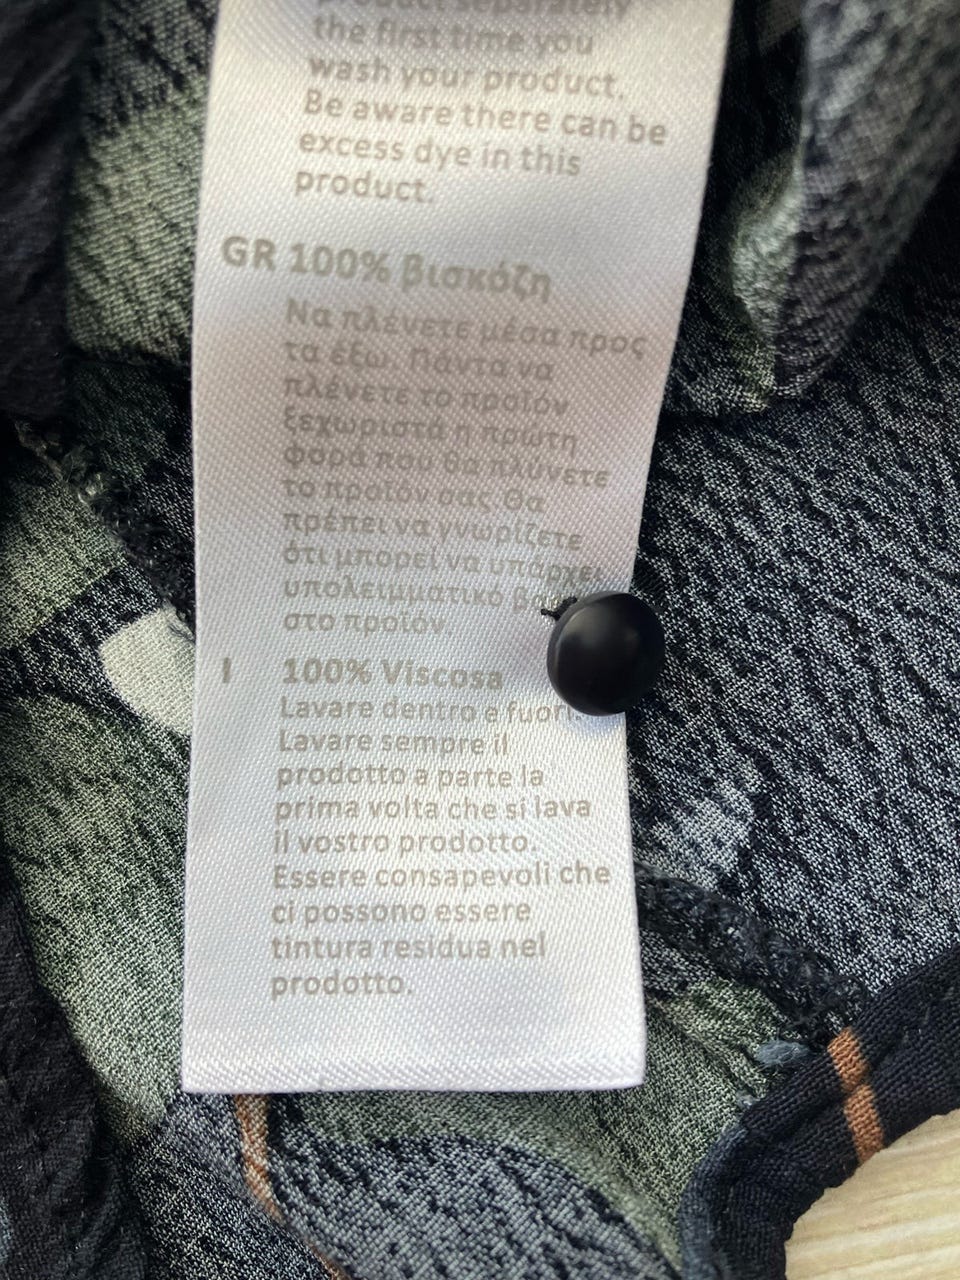 product separately
the first time you
wash your product.
Be aware there can be
excess dye in this
product.
GR 100% βισκόζη
Να πλένετε μέσα προς
τα έξω. Πάντα να
πλένετε το προϊόν
ξεχωριστά η πρώτη
φορά που θα πλύνετε
το προϊόν σας Θα
πρέπει να γνωρίζετε
ότι μπορεί να υπάρχει
υπολειμματικό
στο προϊόν.
I 100% Viscosa
Lavare dentro e fuori.
Lavare sempre il
prodotto a parte la
prima volta che si lava
il vostro prodotto.
Essere consapevoli che
ci possono essere
tintura residua nel
prodotto.